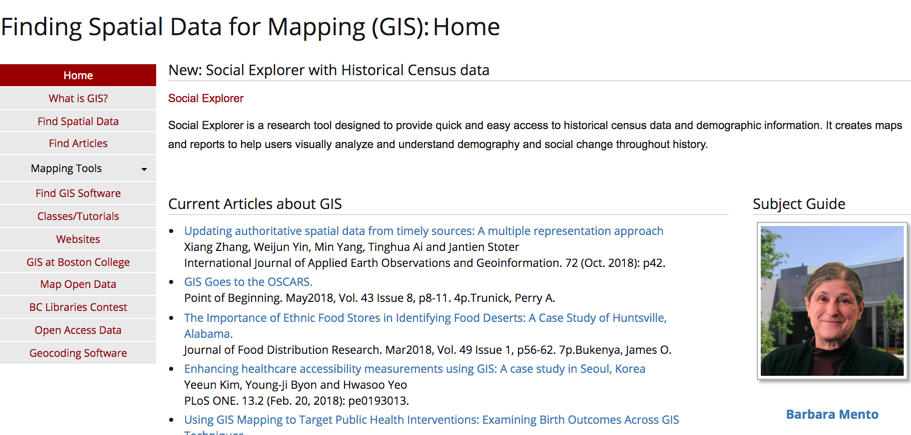 Finding Spatial Data for Mapping (GIS): Home
Home
What is GIS?
Find Spatial Data
Find Articles
Mapping Tools
Find GIS Software
Classes/Tutorials
Websites
GIS at Boston College
Map Open Data
BC Libraries Contest
Open Access Data
Geocoding Software
New: Social Explorer with Historical Census data
Social Explorer
Social Explorer is a research tool designed to provide quick and easy access to historical census data and demographic information. It creates maps
and reports to help users visually analyze and understand demography and social change throughout history.
Current Articles about GIS
Updating authoritative spatial data from timely sources: A multiple representation approach
Xiang Zhang, Weijun Yin, Min Yang, Tinghua Ai and Jantien Stoter
International Journal of Applied Earth Observations and Geoinformation. 72 (Oct. 2018): p42.
GIS Goes to the OSCARS.
Point of Beginning. May2018, Vol. 43 Issue 8, p8-11. 4p.Trunick, Perry A.
The Importance of Ethnic Food Stores in Identifying Food Deserts: A Case Study of Huntsville,
Alabama.
Journal of Food Distribution Research. Mar2018, Vol. 49 Issue 1, p56-62. 7p.Bukenya, James O.
Enhancing healthcare accessibility measurements using GIS: A case study in Seoul, Korea
Yeeun Kim, Young-Ji Byon and Hwasoo Yeo
PLoS ONE. 13.2 (Feb. 20, 2018): pe0193013.
Using GIS Mapping to Target Public Health Interventions: Examining Birth Outcomes Across GIS
Techniques.
Subject Guide
Barbara Mento